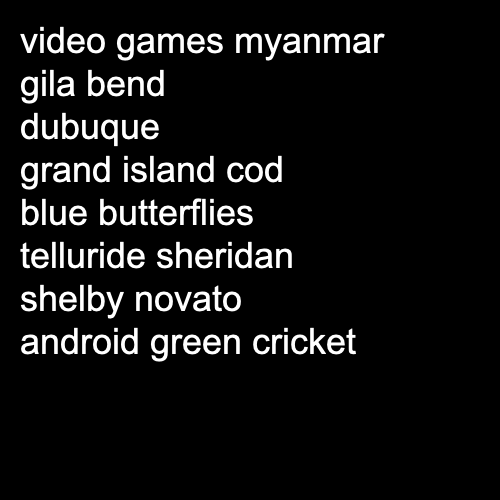 video games myanmar
gila bend
dubuque
grand island cod
blue butterflies
telluride sheridan
shelby novato
android green cricket